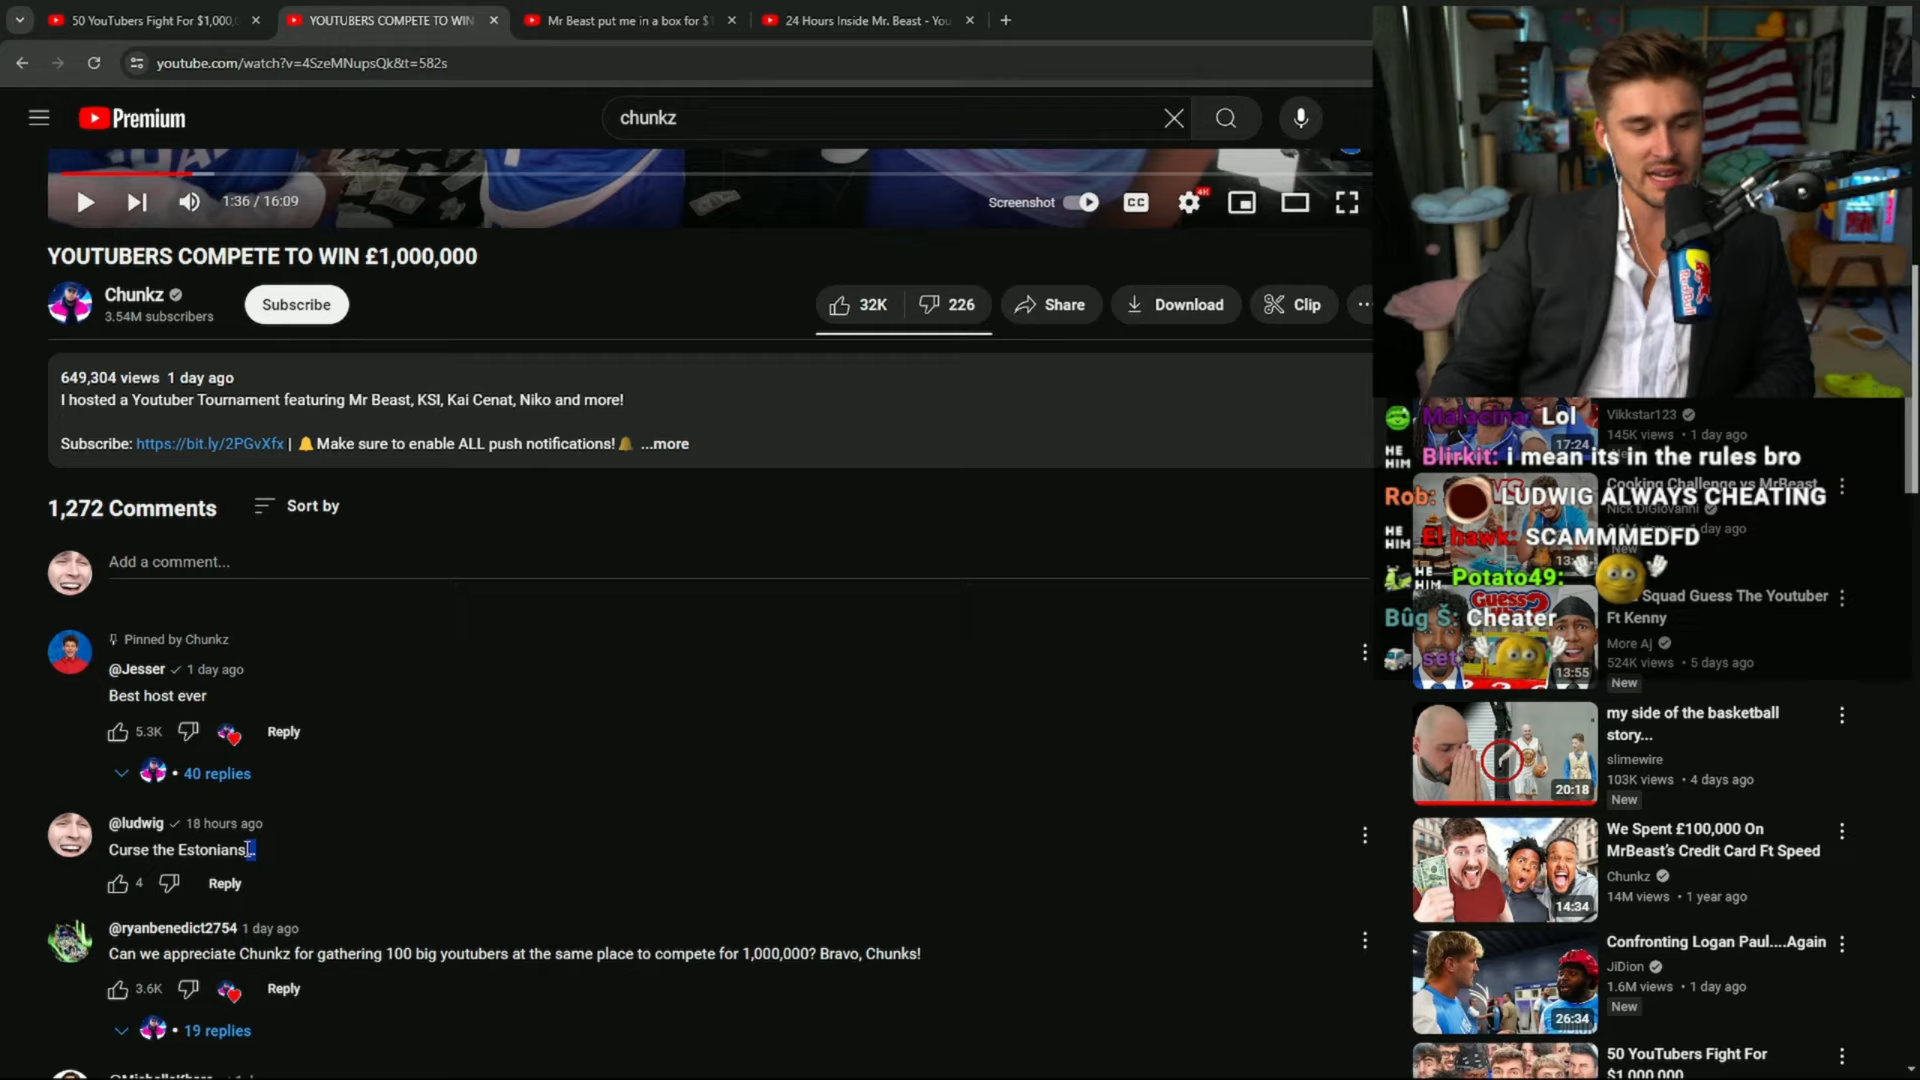 50 YouTubers Fight For $1,000,
YOUTUBERS COMPETE TO WIN
Mr Beast put me in a box for $
24 Hours Inside Mr. Beast - You
youtube.com/watch?v=4SzeMNupsQk&t=582s
Premium
chunkz
1:36 / 16:09
Screenshot
CC
4K
YOUTUBERS COMPETE TO WIN £1,000,000
Chunkz
3.54M subscribers
Subscribe
32K
226
Share
Download
Clip
649,304 views 1 day ago
I hosted a Youtuber Tournament featuring Mr Beast, KSI, Kai Cenat, Niko and more!
Subscribe: https://bit.ly/2PGvXfx | 🔔Make sure to enable ALL push notifications!🔔 ...more
1,272 Comments
Sort by
Add a comment...
Pinned by Chunkz
@Jesser 1 day ago
Best host ever
5.3K
Reply
• 40 replies
@ludwig 18 hours ago
Curse the Estonians...
4
Reply
@ryanbenedict2754 1 day ago
Can we appreciate Chunkz for gathering 100 big youtubers at the same place to compete for 1,000,000? Bravo, Chunks!
3.6K
Reply
• 19 replies
Red Bull
Malacina: Lol
HE HIM Blirkit: i mean its in the rules bro
Rob: LUDWIG ALWAYS CHEATING
HE HIM El hawk: SCAMMMEDFD
HE HIM Potato49:
Bûg Š: Cheater
set:
Vikkstar123
145K views • 1 day ago
17:24
Cooking Challenge vs MrBeast
Nick DiGiovanni
day ago
New
Guess
Squad Guess The Youtuber
Ft Kenny
More Aj
524K views • 5 days ago
13:55
New
my side of the basketball
story...
slimewire
103K views • 4 days ago
20:18
New
We Spent £100,000 On
MrBeast's Credit Card Ft Speed
Chunkz
14M views • 1 year ago
14:34
Confronting Logan Paul....Again
JiDion
1.6M views • 1 day ago
26:34
New
50 YouTubers Fight For
$1,000,000